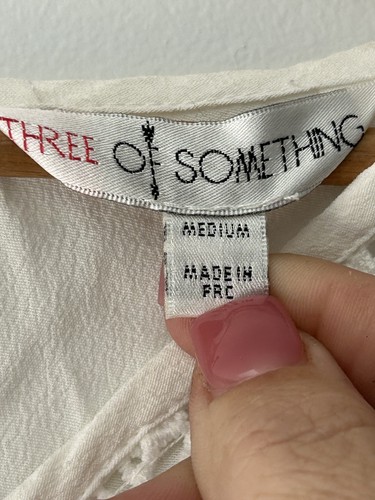 THREE OF SOMETHING
MEDIUM
MADE IN
PRC